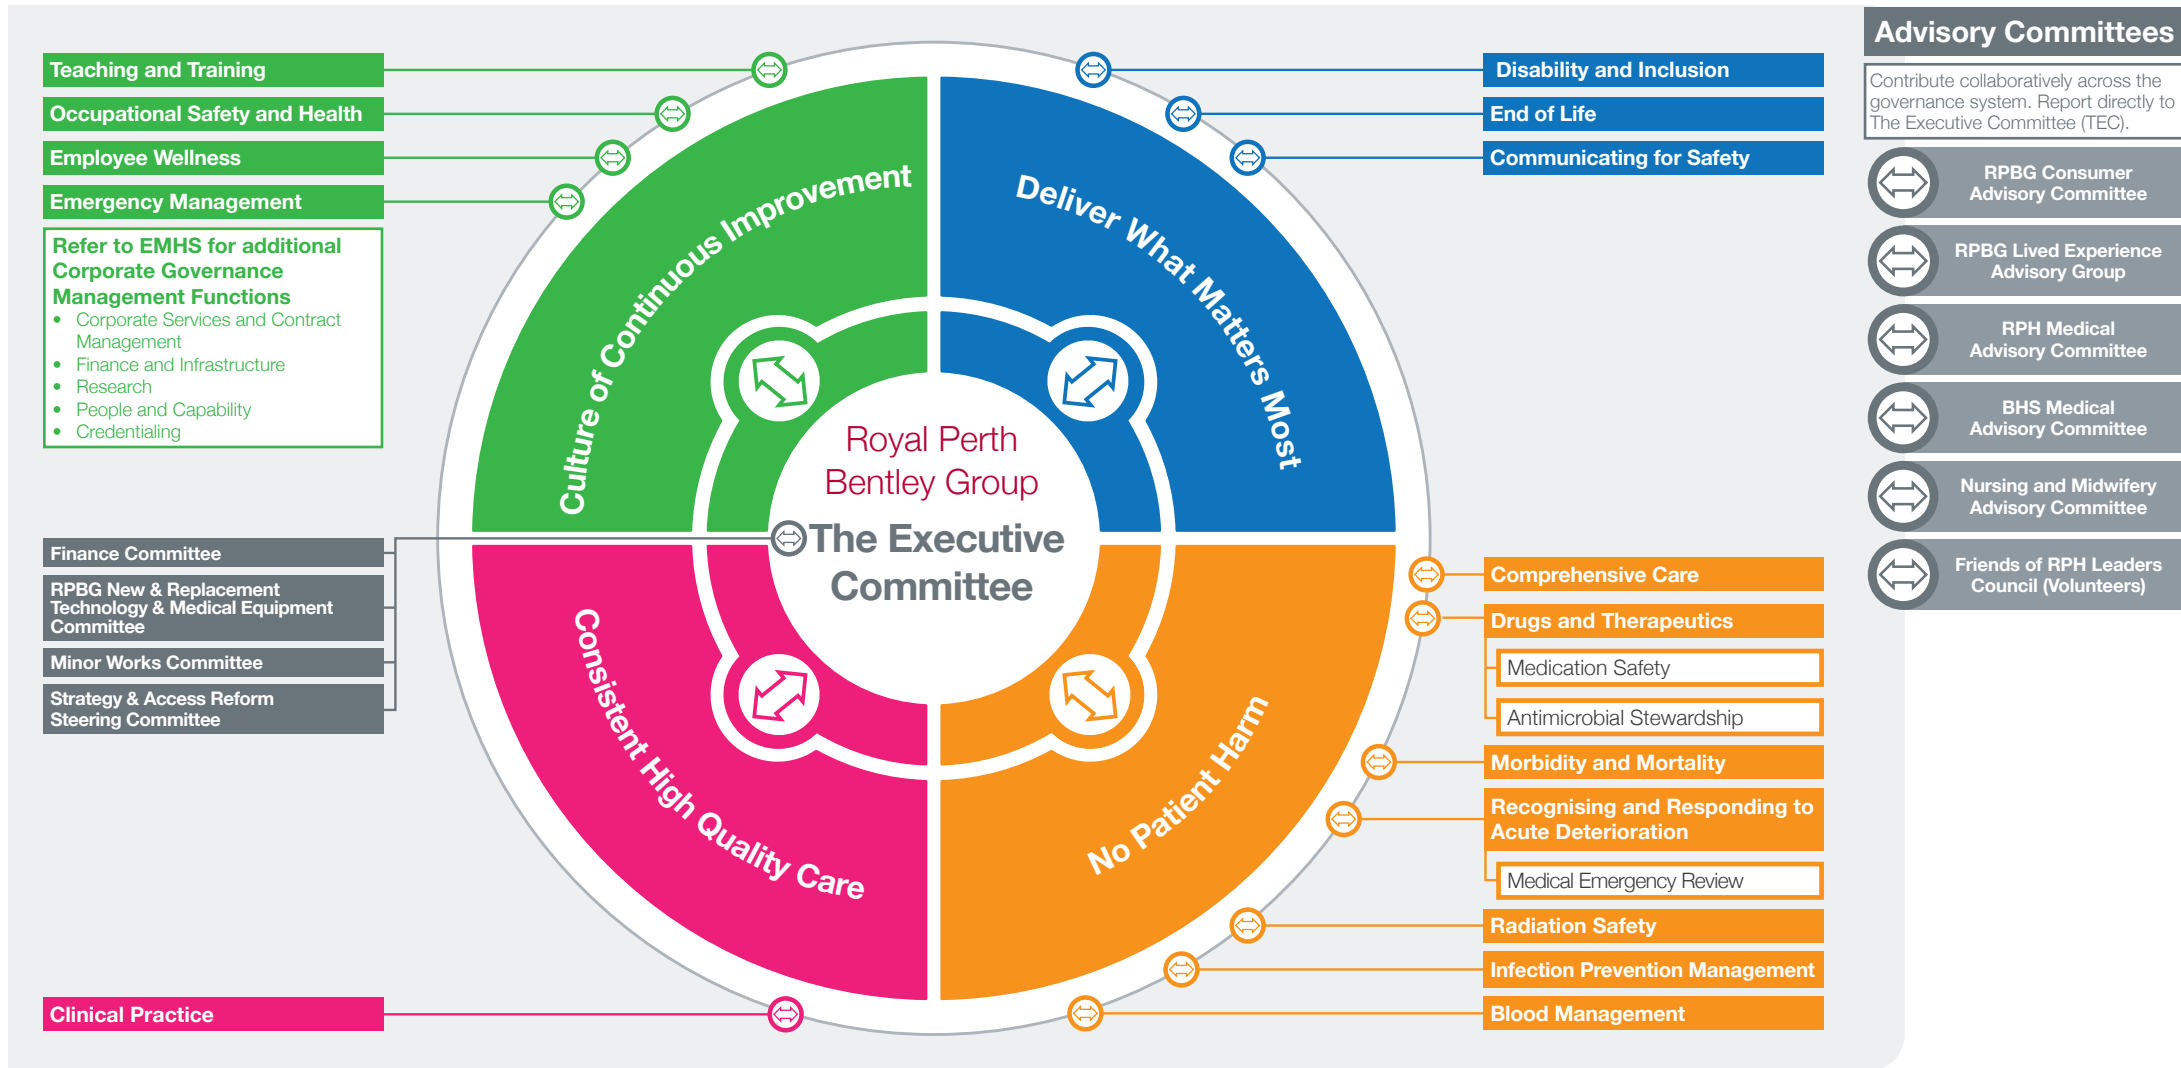 Teaching and Training
Occupational Safety and Health
Employee Wellness
Emergency Management
Refer to EMHS for additional
Corporate Governance
Management Functions
• Corporate Services and Contract
Management
• Finance and Infrastructure
• Research
• People and Capability
• Credentialing
Finance Committee
RPBG New & Replacement
Technology & Medical Equipment
Committee
Minor Works Committee
Strategy & Access Reform
Steering Committee
Clinical Practice
Culture of Continuous Improvement
Deliver What Matters Most
Royal Perth
Bentley Group
The Executive
Committee
Consistent High Quality Care
No Patient Harm
Disability and Inclusion
End of Life
Communicating for Safety
Comprehensive Care
Drugs and Therapeutics
Medication Safety
Antimicrobial Stewardship
Morbidity and Mortality
Recognising and Responding to
Acute Deterioration
Medical Emergency Review
Radiation Safety
Infection Prevention Management
Blood Management
Advisory Committees
Contribute collaboratively across the
governance system. Report directly to
The Executive Committee (TEC).
RPBG Consumer
Advisory Committee
RPBG Lived Experience
Advisory Group
RPH Medical
Advisory Committee
BHS Medical
Advisory Committee
Nursing and Midwifery
Advisory Committee
Friends of RPH Leaders
Council (Volunteers)